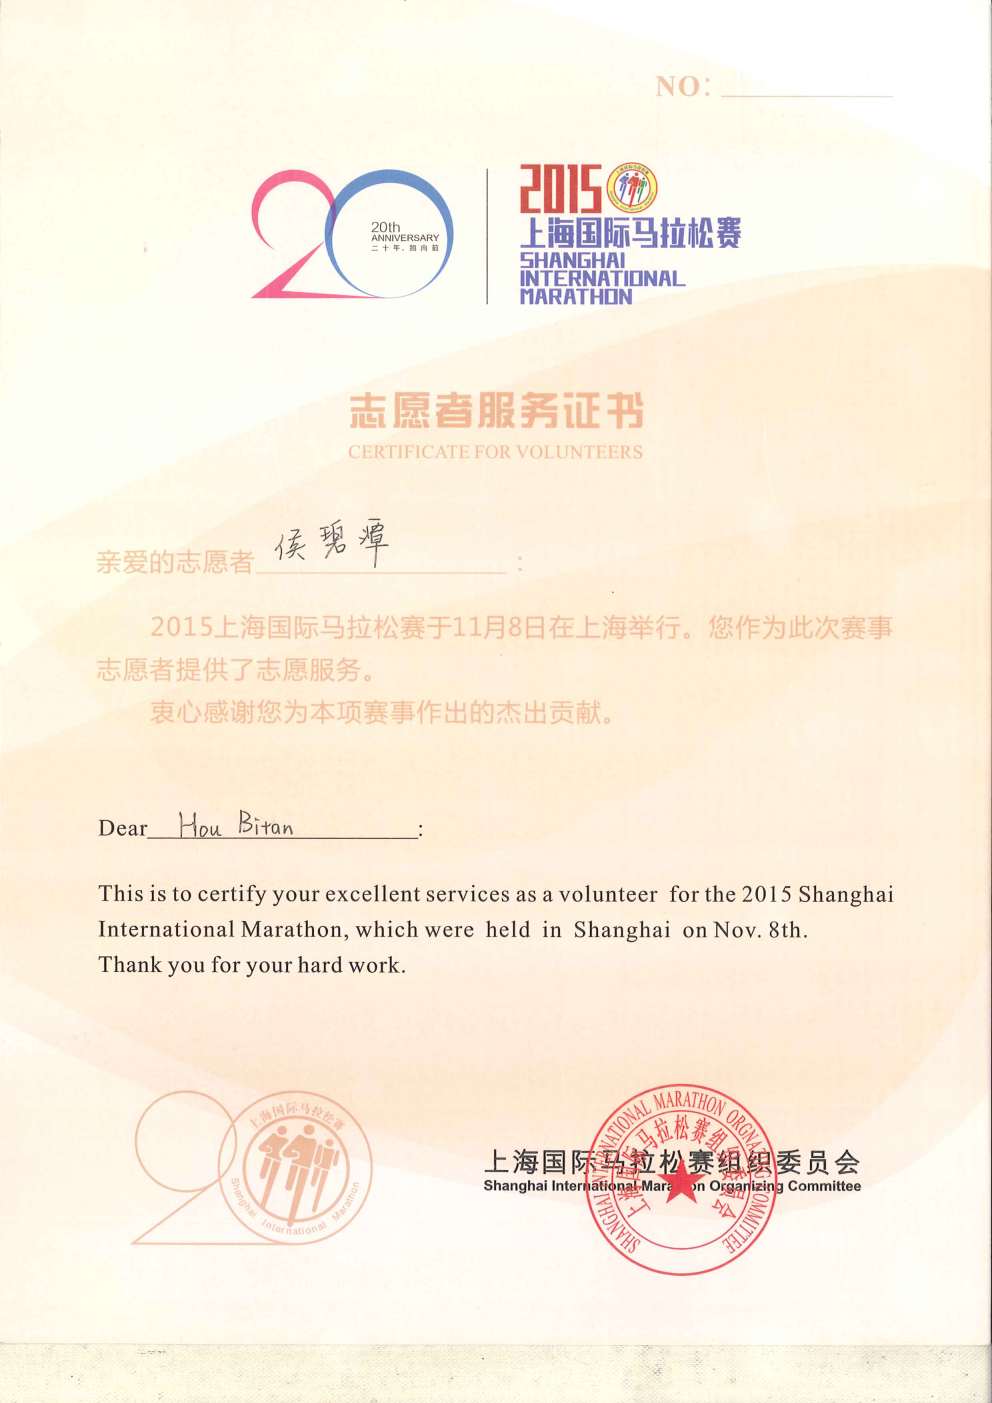 NO:
20th
ANNIVERSARY
二十年，跑向前
2015
上海国际马拉松赛
SHANGHAI
INTERNATIONAL
MARATHON
志愿者服务证书
CERTIFICATE FOR VOLUNTEERS
亲爱的志愿者 侯碧潭 :
2015上海国际马拉松赛于11月8日在上海举行。您作为此次赛事
志愿者提供了志愿服务。
衷心感谢您为本项赛事作出的杰出贡献。
Dear Hou Bitan :
This is to certify your excellent services as a volunteer for the 2015 Shanghai
International Marathon, which were held in Shanghai on Nov. 8th.
Thank you for your hard work.
上海国际马拉松赛
Shanghai International Marathon
上海国际马拉松赛组织委员会
Shanghai International Marathon Organizing Committee
SHANGHAI INTERNATIONAL MARATHON ORGNAZING COMMITTEE
上海国际马拉松赛组织委员会